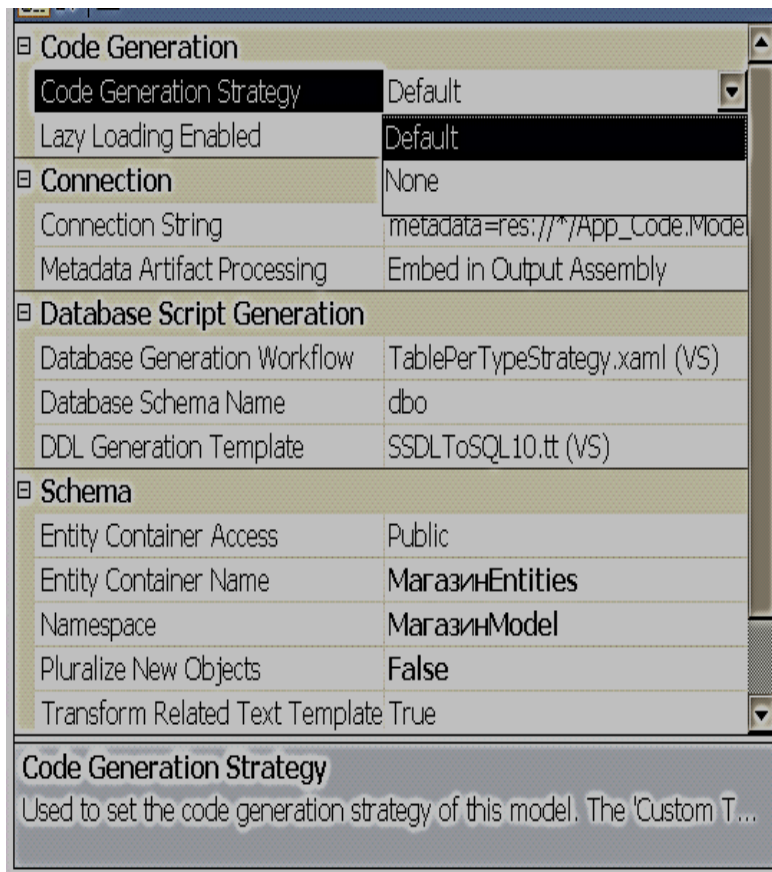 Code Generation
Code Generation Strategy Default
Lazy Loading Enabled Default
Connection None
Connection String metadata=res://*/App_Code.Model
Metadata Artifact Processing Embed in Output Assembly
Database Script Generation
Database Generation Workflow TablePerTypeStrategy.xaml (VS)
Database Schema Name dbo
DDL Generation Template SSDLToSQL10.tt (VS)
Schema
Entity Container Access Public
Entity Container Name МагазинEntities
Namespace МагазинModel
Pluralize New Objects False
Transform Related Text Template True
Code Generation Strategy
Used to set the code generation strategy of this model. The 'Custom T...